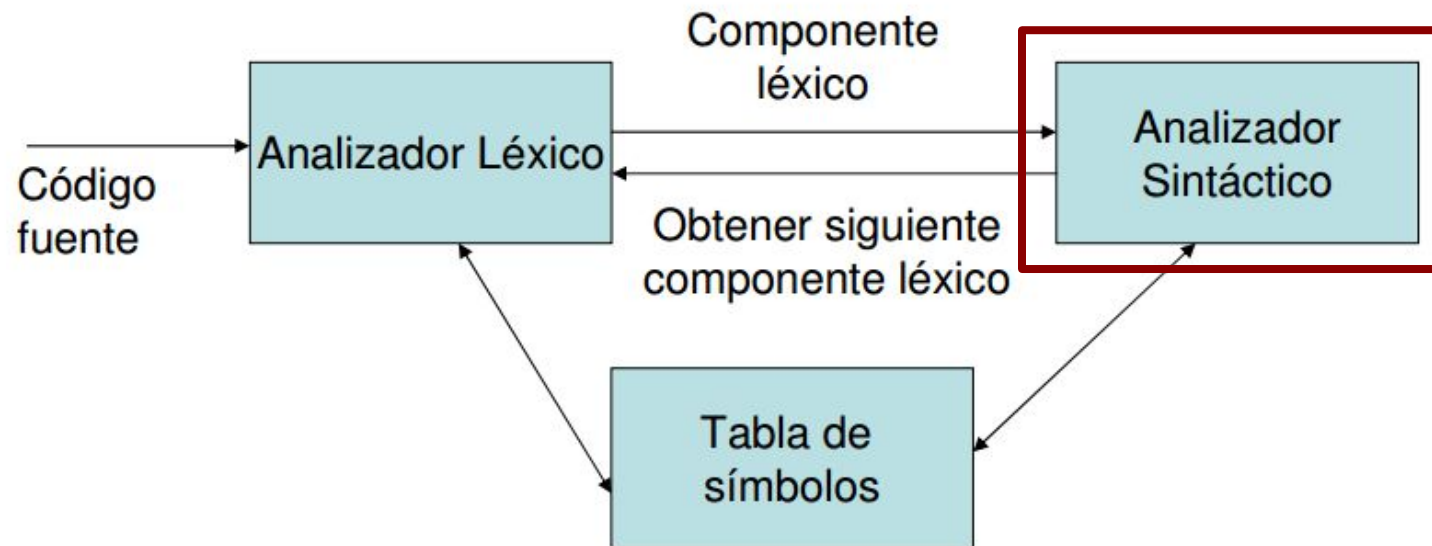 Componente
léxico
Analizador Léxico
Analizador
Sintáctico
Código
fuente
Obtener siguiente
componente léxico
Tabla de
símbolos